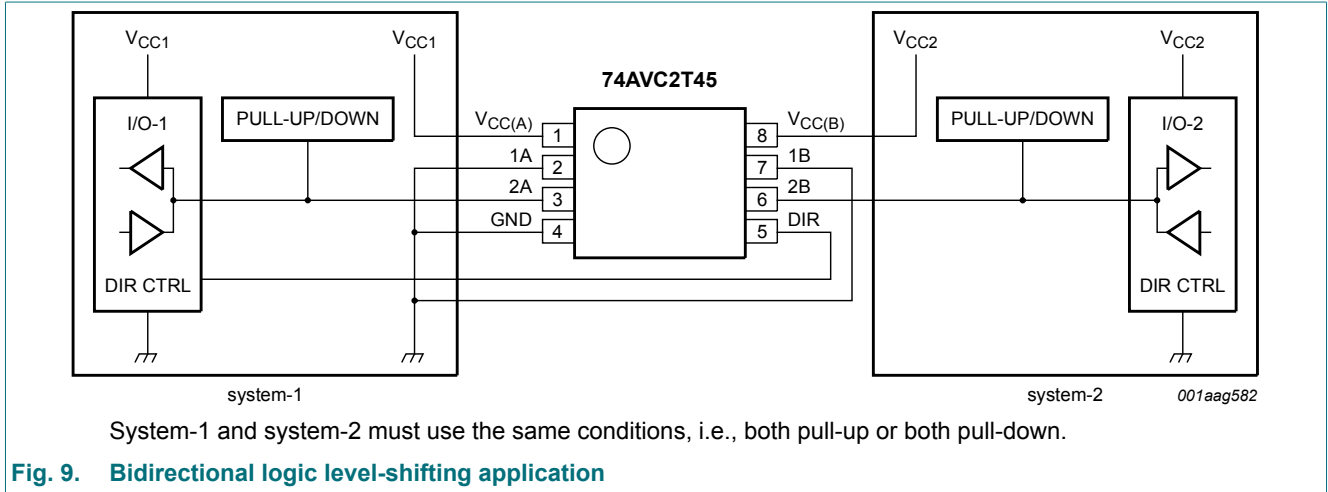 VCC1
VCC1
VCC2
VCC2
74AVC2T45
I/O-1
PULL-UP/DOWN
VCC(A)
1
8
VCC(B)
PULL-UP/DOWN
I/O-2
1A
2
7
1B
2A
3
6
2B
GND
4
5
DIR
DIR CTRL
DIR CTRL
system-1
system-2
001aag582
System-1 and system-2 must use the same conditions, i.e., both pull-up or both pull-down.
Fig. 9. Bidirectional logic level-shifting application